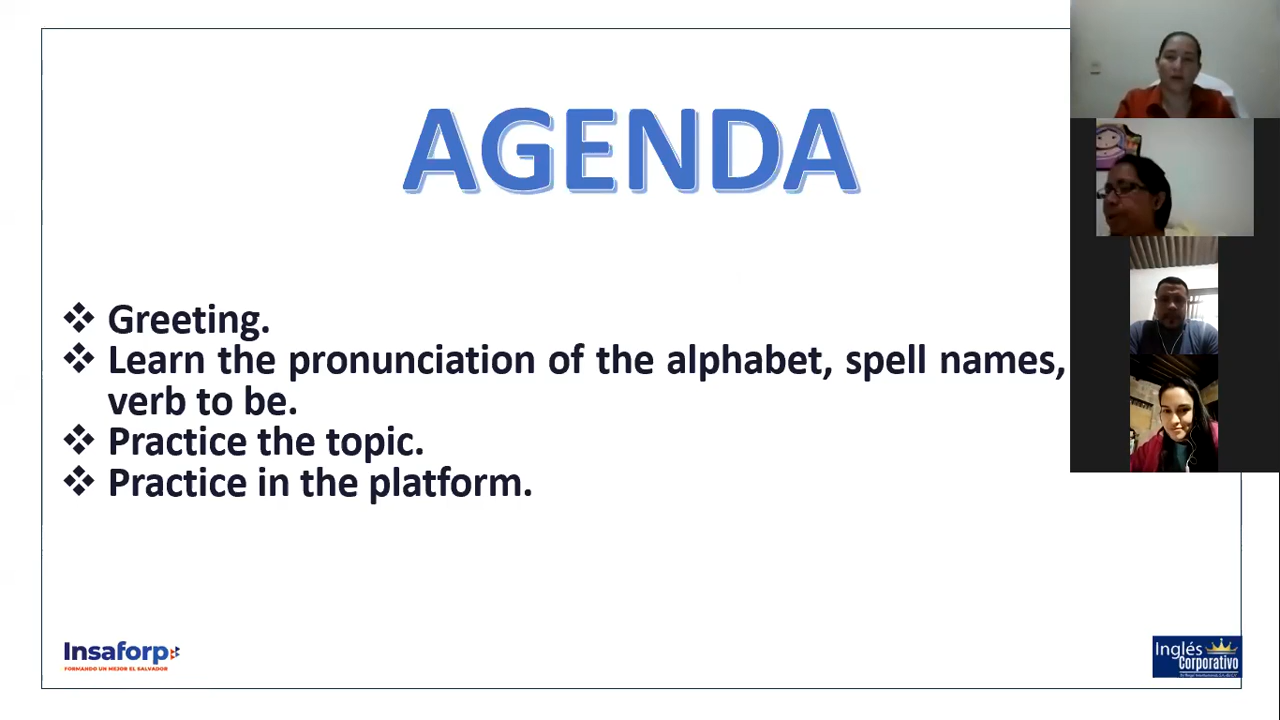 AGENDA
Greeting.
Learn the pronunciation of the alphabet, spell names,
verb to be.
Practice the topic.
Practice in the platform.
Insaforp
FORMANDO UN MEJOR EL SALVADOR
Inglés
Corporativo